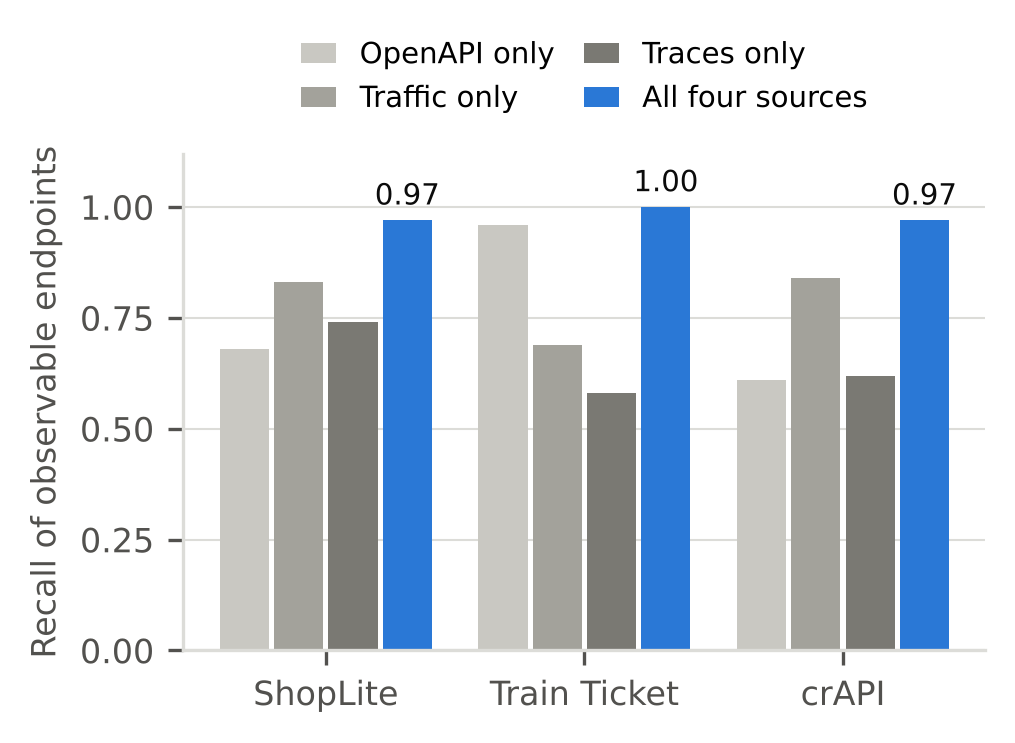 OpenAPI only
Traces only
Traffic only
All four sources
Recall of observable endpoints
1.00
0.75
0.50
0.25
0.00
0.97
1.00
0.97
ShopLite
Train Ticket
crAPI